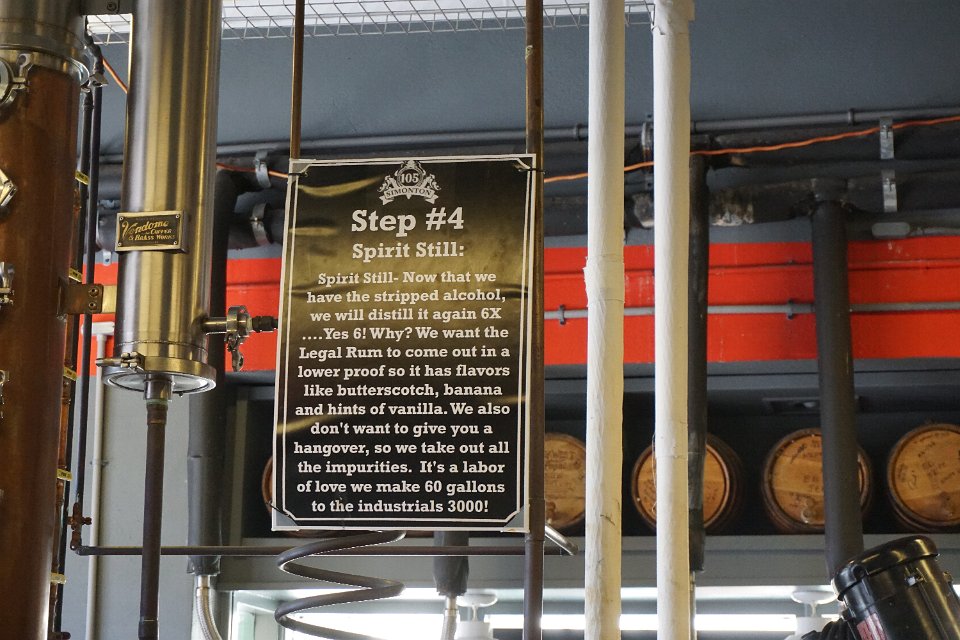 105
SIMONTON
Step #4
Spirit Still:
Spirit Still- Now that we
have the stripped alcohol,
we will distill it again 6X
....Yes 6! Why? We want the
Legal Rum to come out in a
lower proof so it has flavors
like butterscotch, banana
and hints of vanilla. We also
don't want to give you a
hangover, so we take out all
the impurities. It's a labor
of love we make 60 gallons
to the industrials 3000!
Vendome
COPPER
& BRASS WORKS